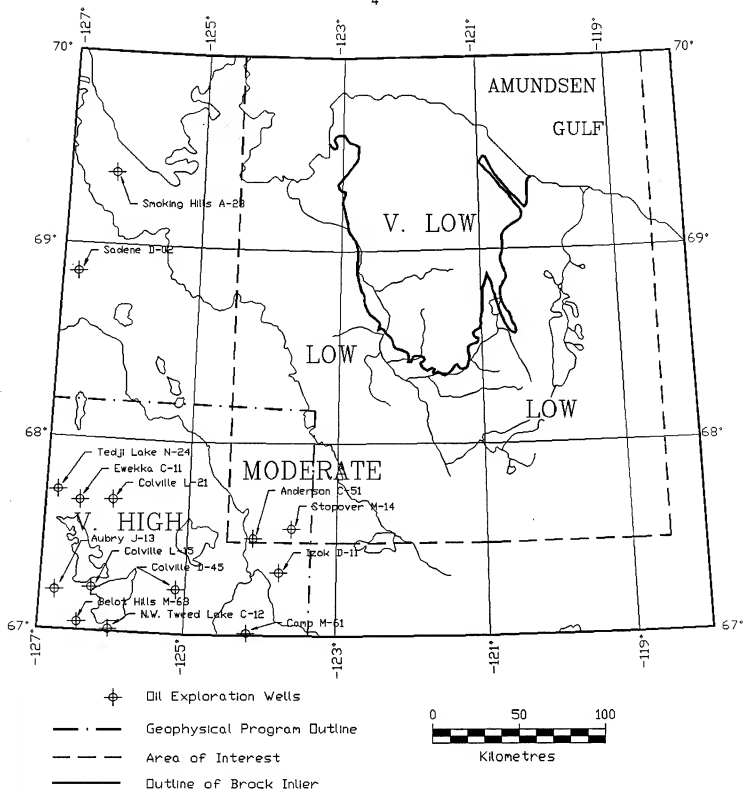 4
-127° -125° -123° -121° -119°
70° 70°
AMUNDSEN
GULF
Smoking Hills A-23
V. LOW
69° 69°
Sadene D-02
LOW
LOW
68° 68°
Tedji Lake N-24
MODERATE
Ewekka C-11
Colville L-21
Anderson C-51
Stopover M-14
V. HIGH
Aubry J-13
Colville L-15
Izok D-11
Colville D-45
Belot Hills M-63
N.W. Tweed Lake C-12
Comp M-61
67° 67°
-127° -125° -123° -121° -119°
Oil Exploration Wells
Geophysical Program Outline
0 50 100
Area of Interest
Kilometres
Outline of Brock Inlier